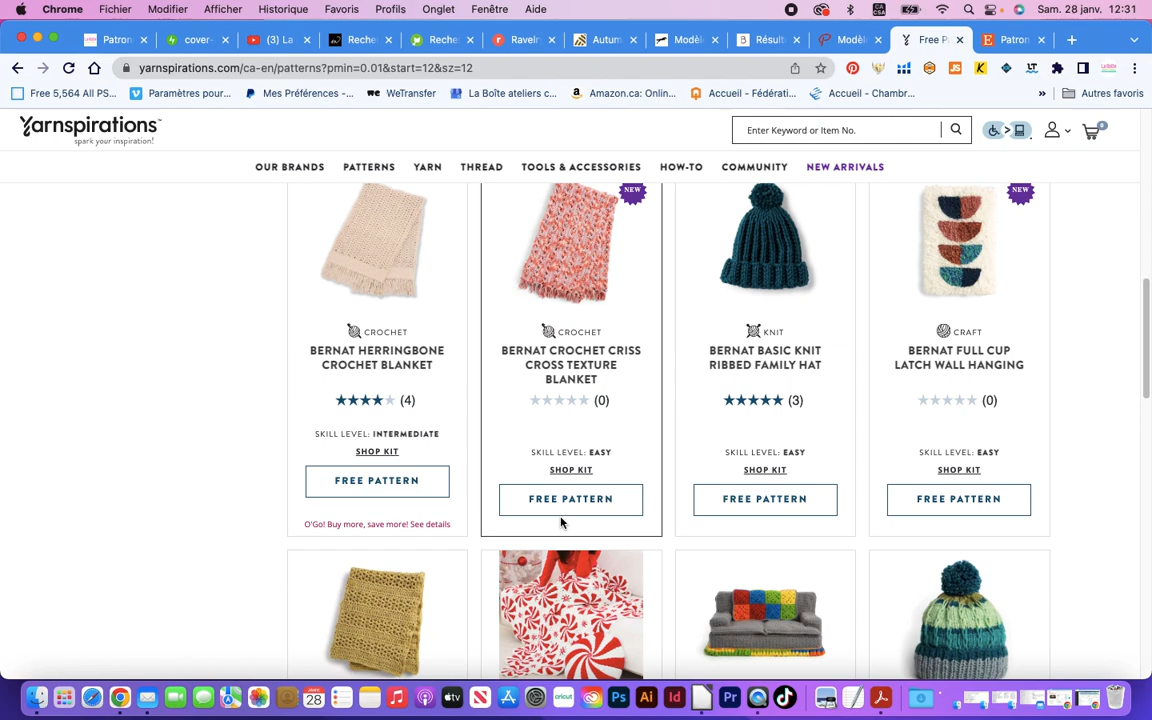 Chrome Fichier Modifier Afficher Historique Favoris Profils Onglet Fenêtre Aide Sam. 28 janv. 12:31
Patron cover- (3) La Reche Reche Ravel Autum Modèl Résult Modèl Free P Patron
yarnspirations.com/ca-en/patterns?pmin=0.01&start=12&sz=12
Free 5,564 All PS... Paramètres pour... Mes Préférences -... WeTransfer La Boîte ateliers c... Amazon.ca: Onlin... Accueil - Fédérati... Accueil - Chambr... » Autres favoris
Yarnspirations
spark your inspiration!
Enter Keyword or Item No.
0
OUR BRANDS PATTERNS YARN THREAD TOOLS & ACCESSORIES HOW-TO COMMUNITY NEW ARRIVALS
NEW NEW
CROCHET CROCHET KNIT CRAFT
BERNAT HERRINGBONE CROCHET BLANKET
BERNAT CROCHET CRISS CROSS TEXTURE BLANKET
BERNAT BASIC KNIT RIBBED FAMILY HAT
BERNAT FULL CUP LATCH WALL HANGING
(4) (0) (3) (0)
SKILL LEVEL: INTERMEDIATE
SHOP KIT
FREE PATTERN
O'Go! Buy more, save more! See details
SKILL LEVEL: EASY
SHOP KIT
FREE PATTERN
SKILL LEVEL: EASY
SHOP KIT
FREE PATTERN
SKILL LEVEL: EASY
SHOP KIT
FREE PATTERN